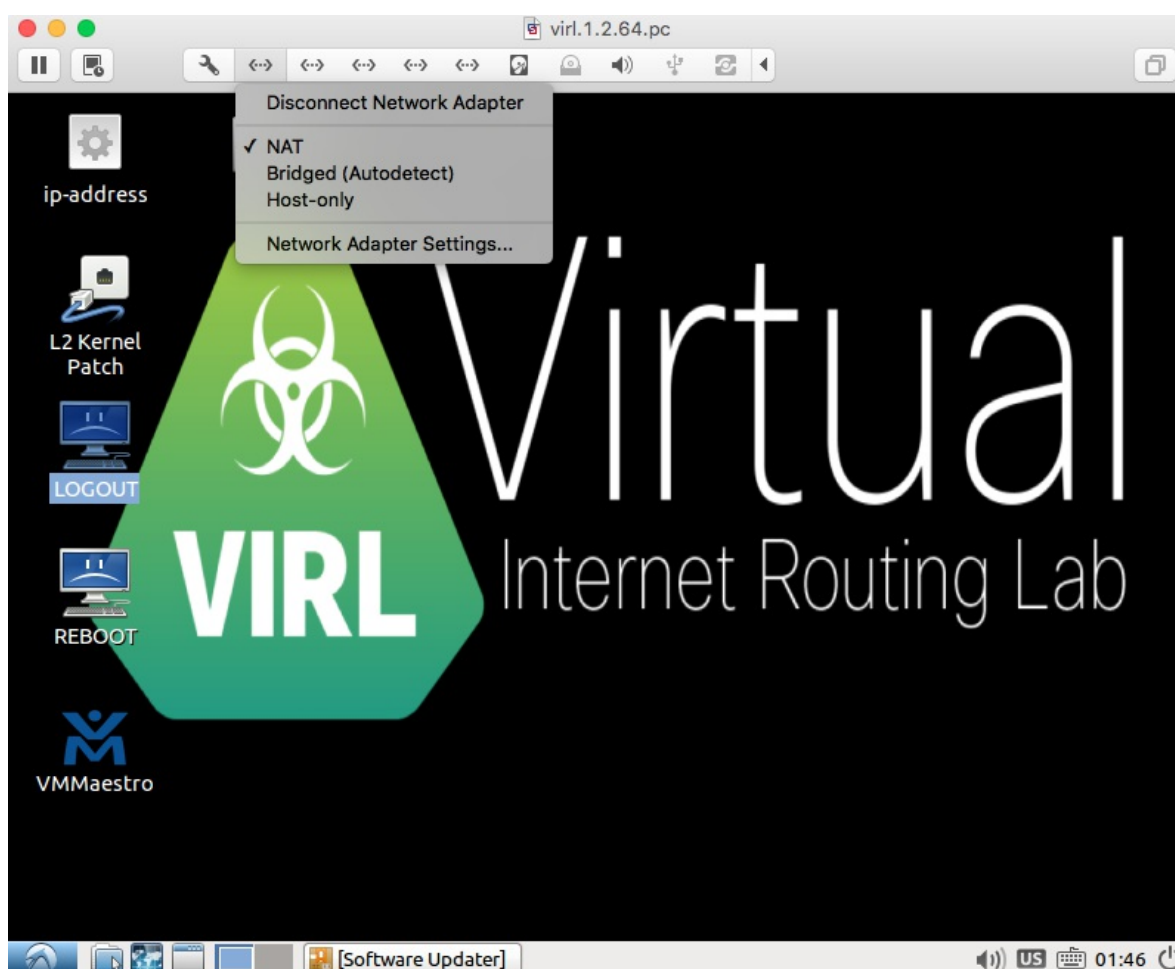 virl.1.2.64.pc
Disconnect Network Adapter
✓ NAT
Bridged (Autodetect)
Host-only
Network Adapter Settings...
ip-address
L2 Kernel
Patch
LOGOUT
REBOOT
VMMaestro
VIRL
Virtual
Internet Routing Lab
[Software Updater]
US
01:46